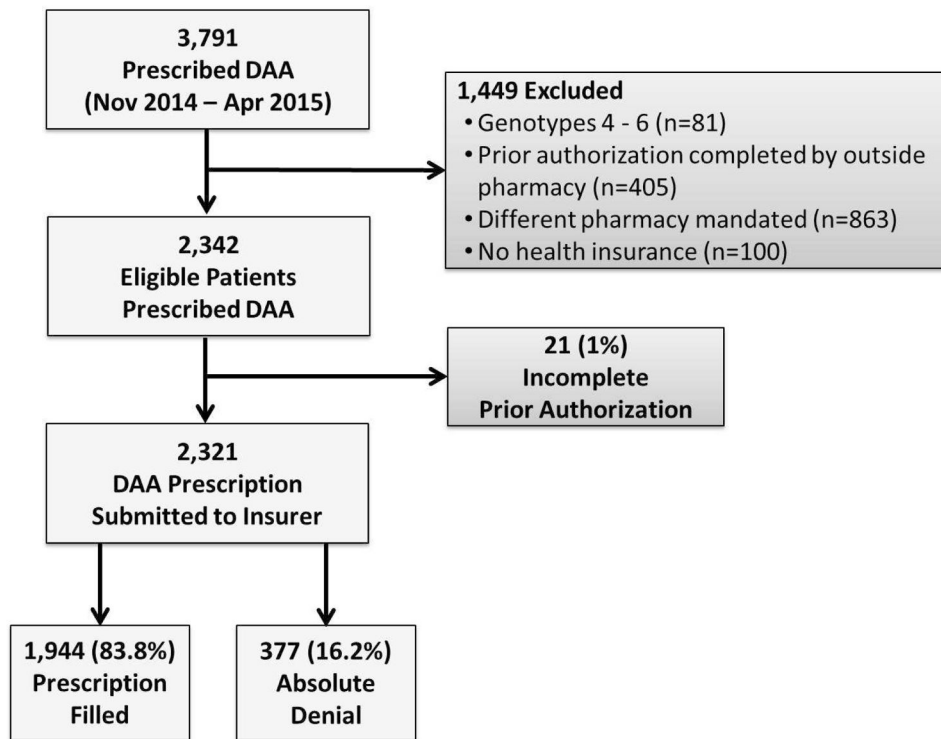 3,791
Prescribed DAA
(Nov 2014 – Apr 2015)
1,449 Excluded
• Genotypes 4 - 6 (n=81)
• Prior authorization completed by outside
pharmacy (n=405)
• Different pharmacy mandated (n=863)
• No health insurance (n=100)
2,342
Eligible Patients
Prescribed DAA
21 (1%)
Incomplete
Prior Authorization
2,321
DAA Prescription
Submitted to Insurer
1,944 (83.8%)
Prescription
Filled
377 (16.2%)
Absolute
Denial